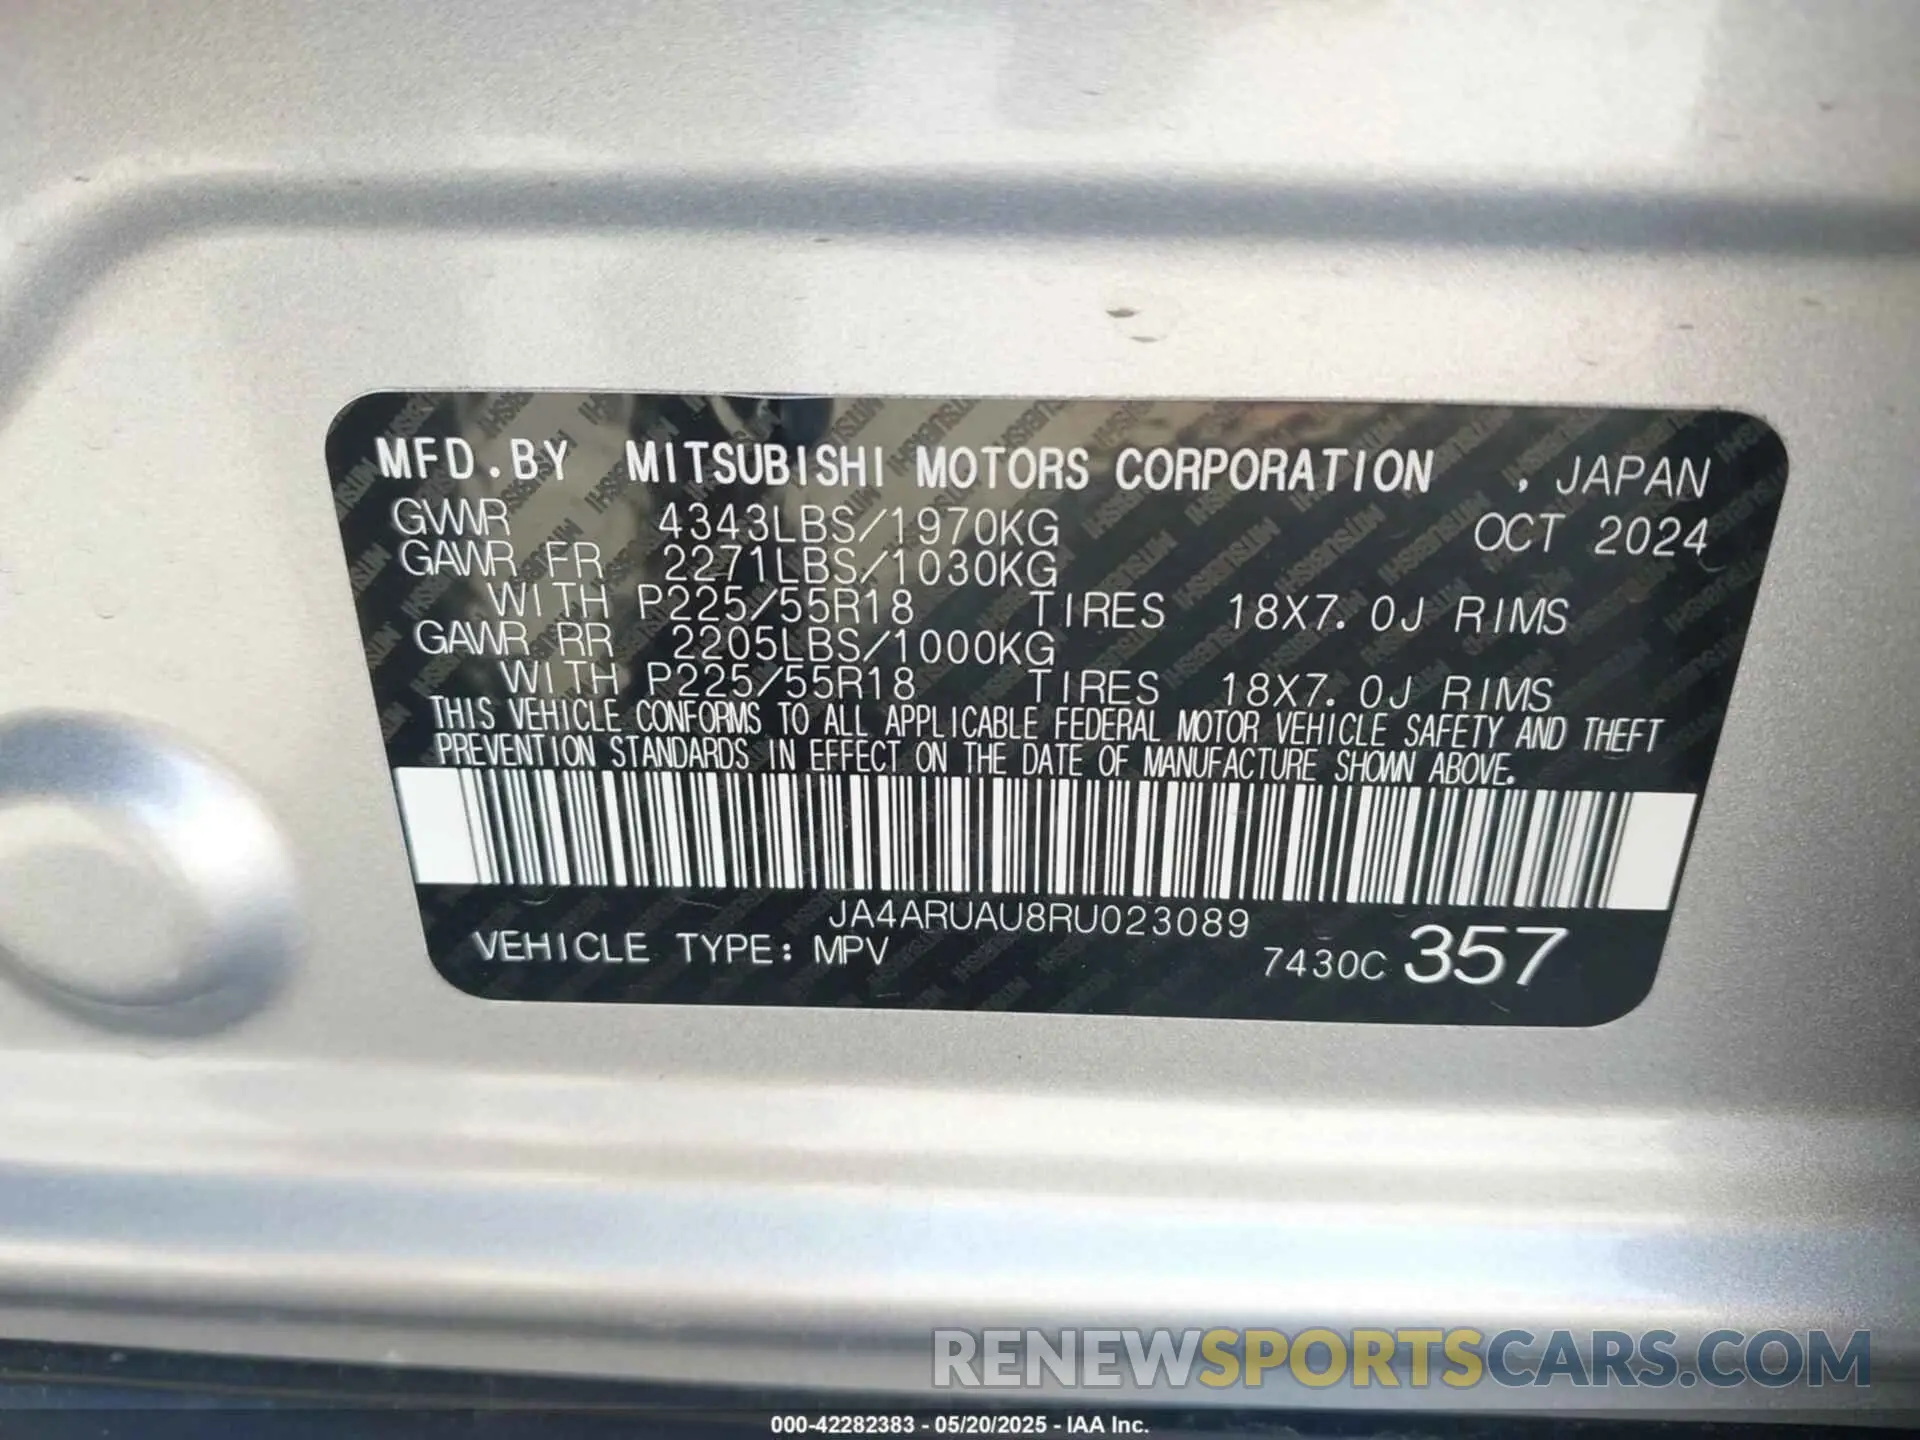 MFD.BY MITSUBISHI MOTORS CORPORATION , JAPAN
GVWR 4343LBS/1970KG OCT 2024
GAWR FR 2271LBS/1030KG
WITH P225/55R18 TIRES 18X7.0J RIMS
GAWR RR 2205LBS/1000KG
WITH P225/55R18 TIRES 18X7.0J RIMS
THIS VEHICLE CONFORMS TO ALL APPLICABLE FEDERAL MOTOR VEHICLE SAFETY AND THEFT
PREVENTION STANDARDS IN EFFECT ON THE DATE OF MANUFACTURE SHOWN ABOVE.
JA4ARUAU8RU023089
VEHICLE TYPE: MPV 7430C 357
RENEWSPORTSCARS.COM
000-42282383 - 05/20/2025 - IAA Inc.